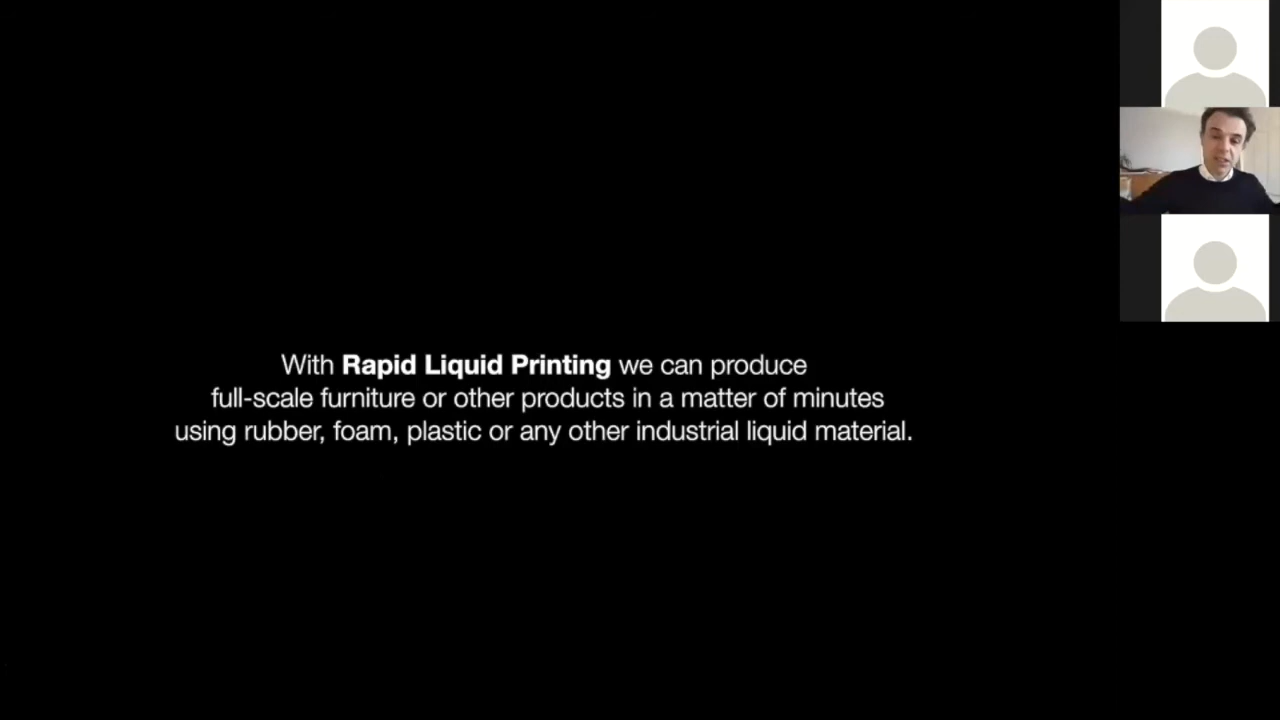 With Rapid Liquid Printing we can produce
full-scale furniture or other products in a matter of minutes
using rubber, foam, plastic or any other industrial liquid material.